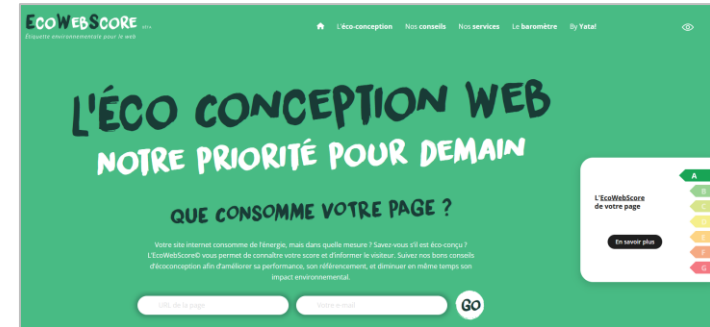 ECOWEBSCORE
Etiquette environnementale pour le web
L'éco-conception Nos conseils Nos services Le baromètre By Yata!
L'ÉCO CONCEPTION WEB
NOTRE PRIORITÉ POUR DEMAIN
QUE CONSOMME VOTRE PAGE ?
Votre site internet consomme de l'énergie, mais dans quelle mesure ? Savez-vous s'il est éco-conçu ?
L'EcoWebScore© vous permet de connaître votre score et d'informer le visiteur. Suivez nos bons conseils
d'écoconception afin d'améliorer sa performance, son référencement, et diminuer en même temps son
impact environnemental.
URL de la page
Votre e-mail
GO
L'EcoWebScore
de votre page
En savoir plus
A
B
C
D
E
F
G